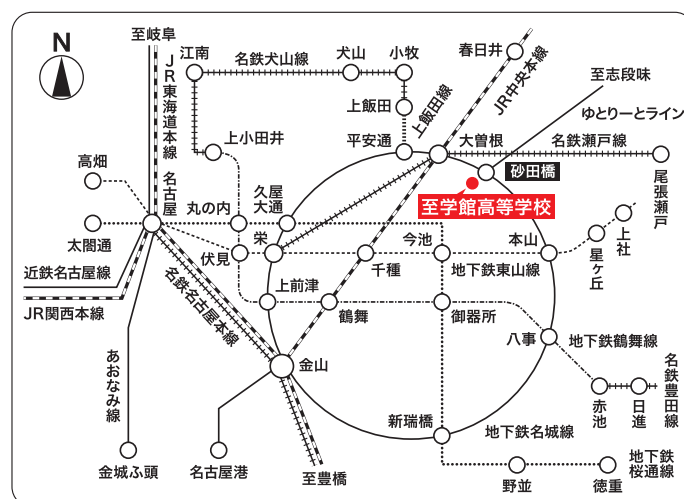 N
至岐阜
江南
名鉄犬山線
犬山
小牧
春日井
JR中央本線
至志段味
JR東海道本線
上飯田
上飯田線
ゆとりーとライン
上小田井
平安通
大曽根
名鉄瀬戸線
高畑
名古屋
砂田橋
尾張瀬戸
丸の内
久屋
大通
至学館高等学校
太閤通
伏見
栄
今池
本山
星ヶ丘
上社
近鉄名古屋線
千種
地下鉄東山線
名鉄名古屋本線
上前津
JR関西本線
鶴舞
御器所
八事
地下鉄鶴舞線
あおなみ線
金山
名鉄豊田線
赤池
日進
新瑞橋
地下鉄名城線
金城ふ頭
名古屋港
至豊橋
野並
徳重
地下鉄
桜通線